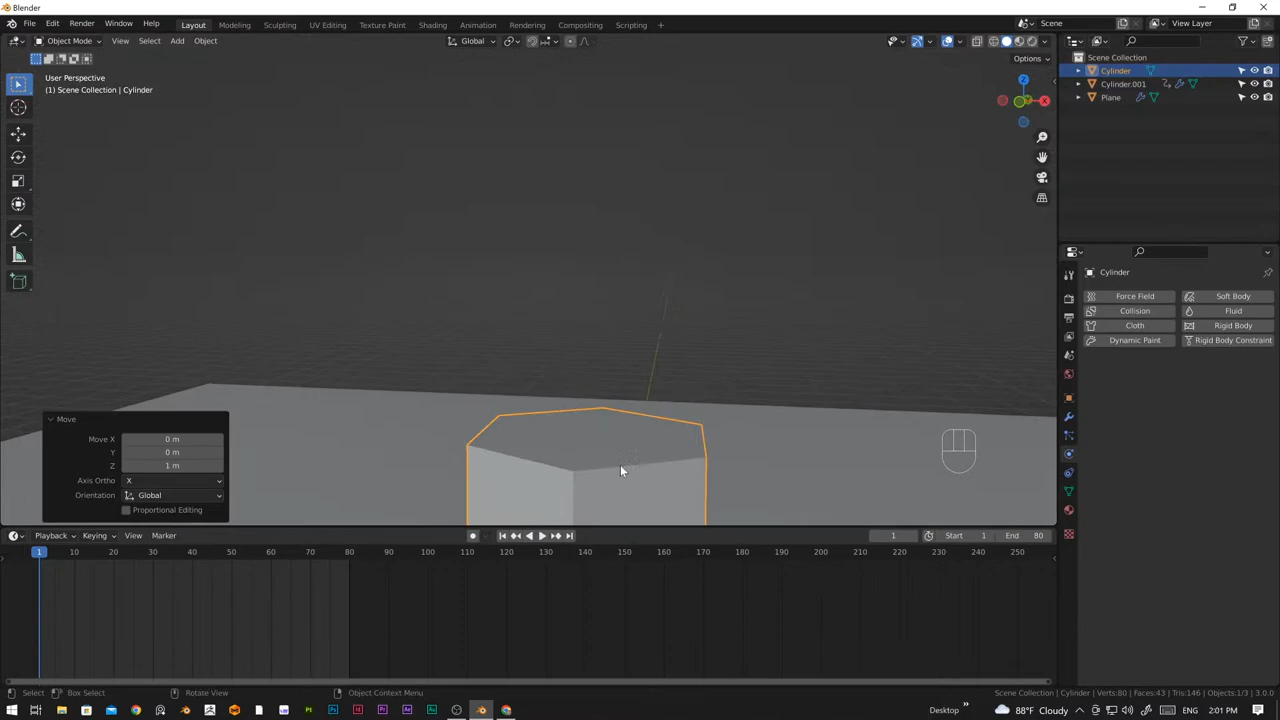 Blender
File Edit Render Window Help
Layout Modeling Sculpting UV Editing Texture Paint Shading Animation Rendering Compositing Scripting +
Scene
View Layer
Object Mode View Select Add Object
Global
Options
User Perspective
(1) Scene Collection | Cylinder
Z
X
Scene Collection
Cylinder
Cylinder.001
Plane
Cylinder
Force Field Soft Body
Collision Fluid
Cloth Rigid Body
Dynamic Paint Rigid Body Constraint
Move
Move X 0 m
Y 0 m
Z 1 m
Axis Ortho X
Orientation Global
Proportional Editing
Playback Keying View Marker
1 Start 1 End 80
1 10 20 30 40 50 60 70 80 90 100 110 120 130 140 150 160 170 180 190 200 210 220 230 240 250
Select Box Select Rotate View Object Context Menu
Scene Collection | Cylinder | Verts:80 | Faces:43 | Tris:146 | Objects:1/3 | 3.0.0
Desktop 88°F Cloudy ENG 2:01 PM